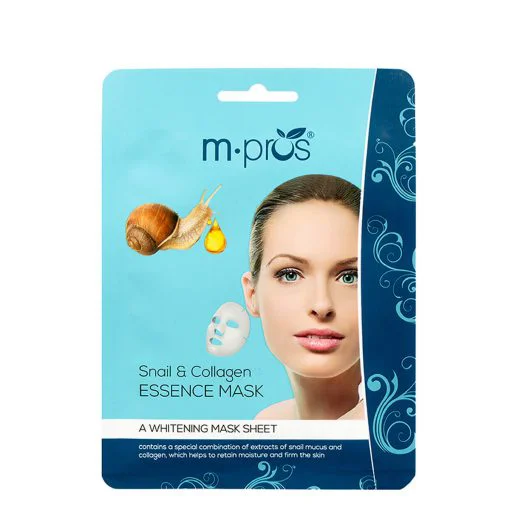 m•pros®
Snail & Collagen
ESSENCE MASK
A WHITENING MASK SHEET
contains a special combination of extracts of snail mucus and
collagen, which helps to retain moisture and firm the skin